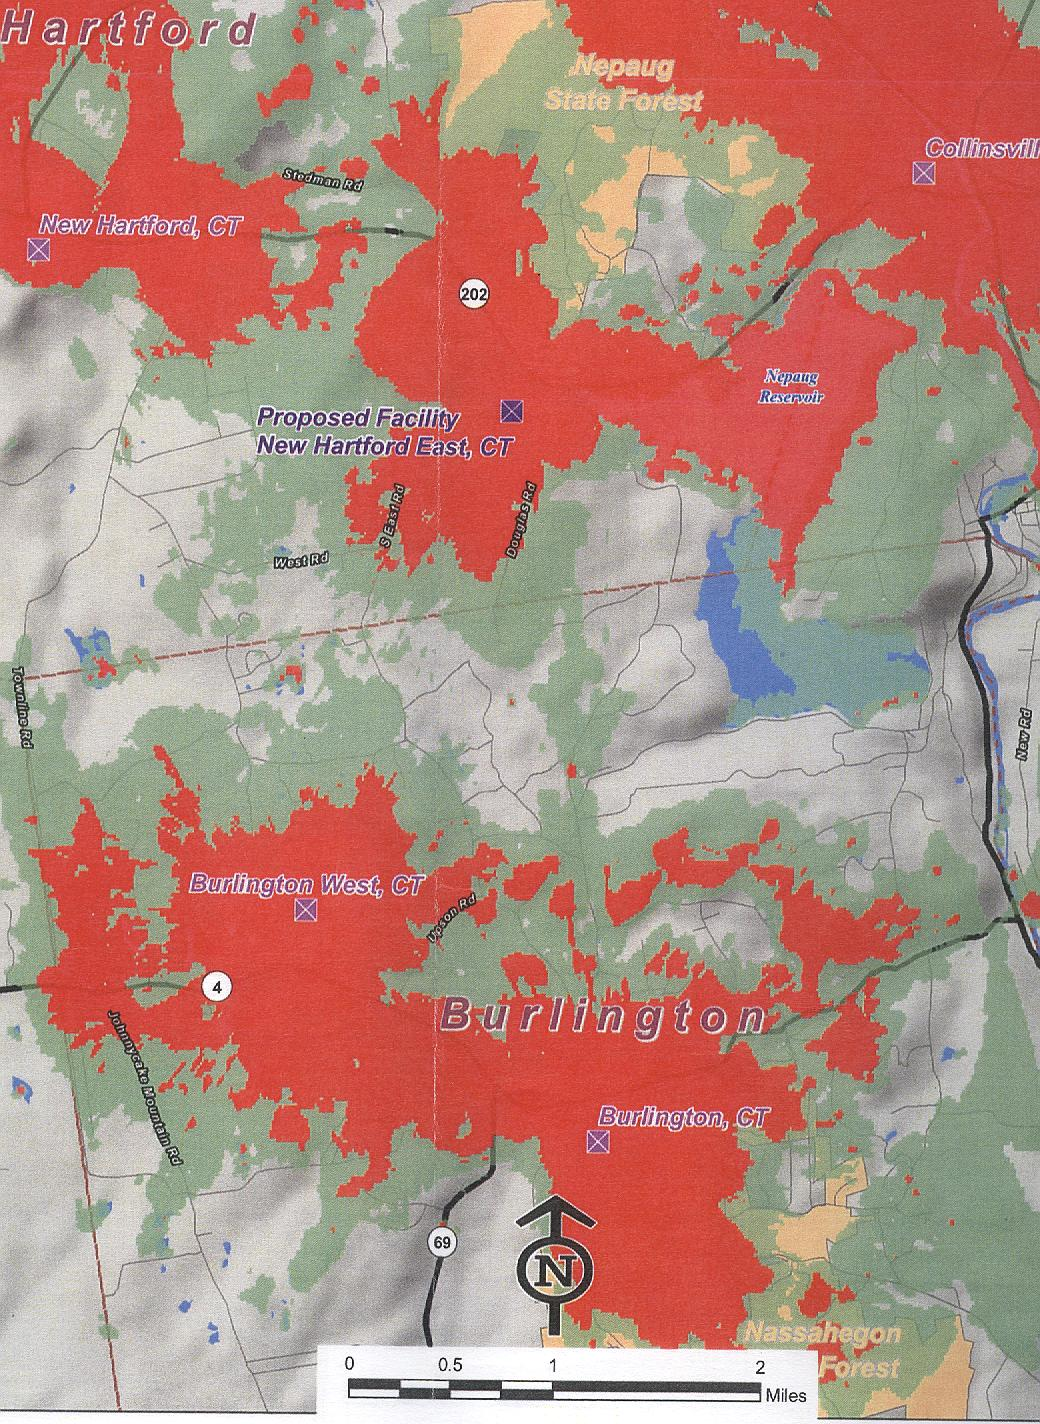 Hartford
Nepaug
State Forest
Stedman Rd
New Hartford, CT
202
Nepaug
Reservoir
Proposed Facility
New Hartford East, CT
S East Rd
Douglas Rd
West Rd
Townline Rd
New Rd
Burlington West, CT
Upson Rd
4
Burlington
Johnnycake Mountain Rd
Burlington, CT
69
N
Nassahegon
Forest
0 0.5 1 2
Miles